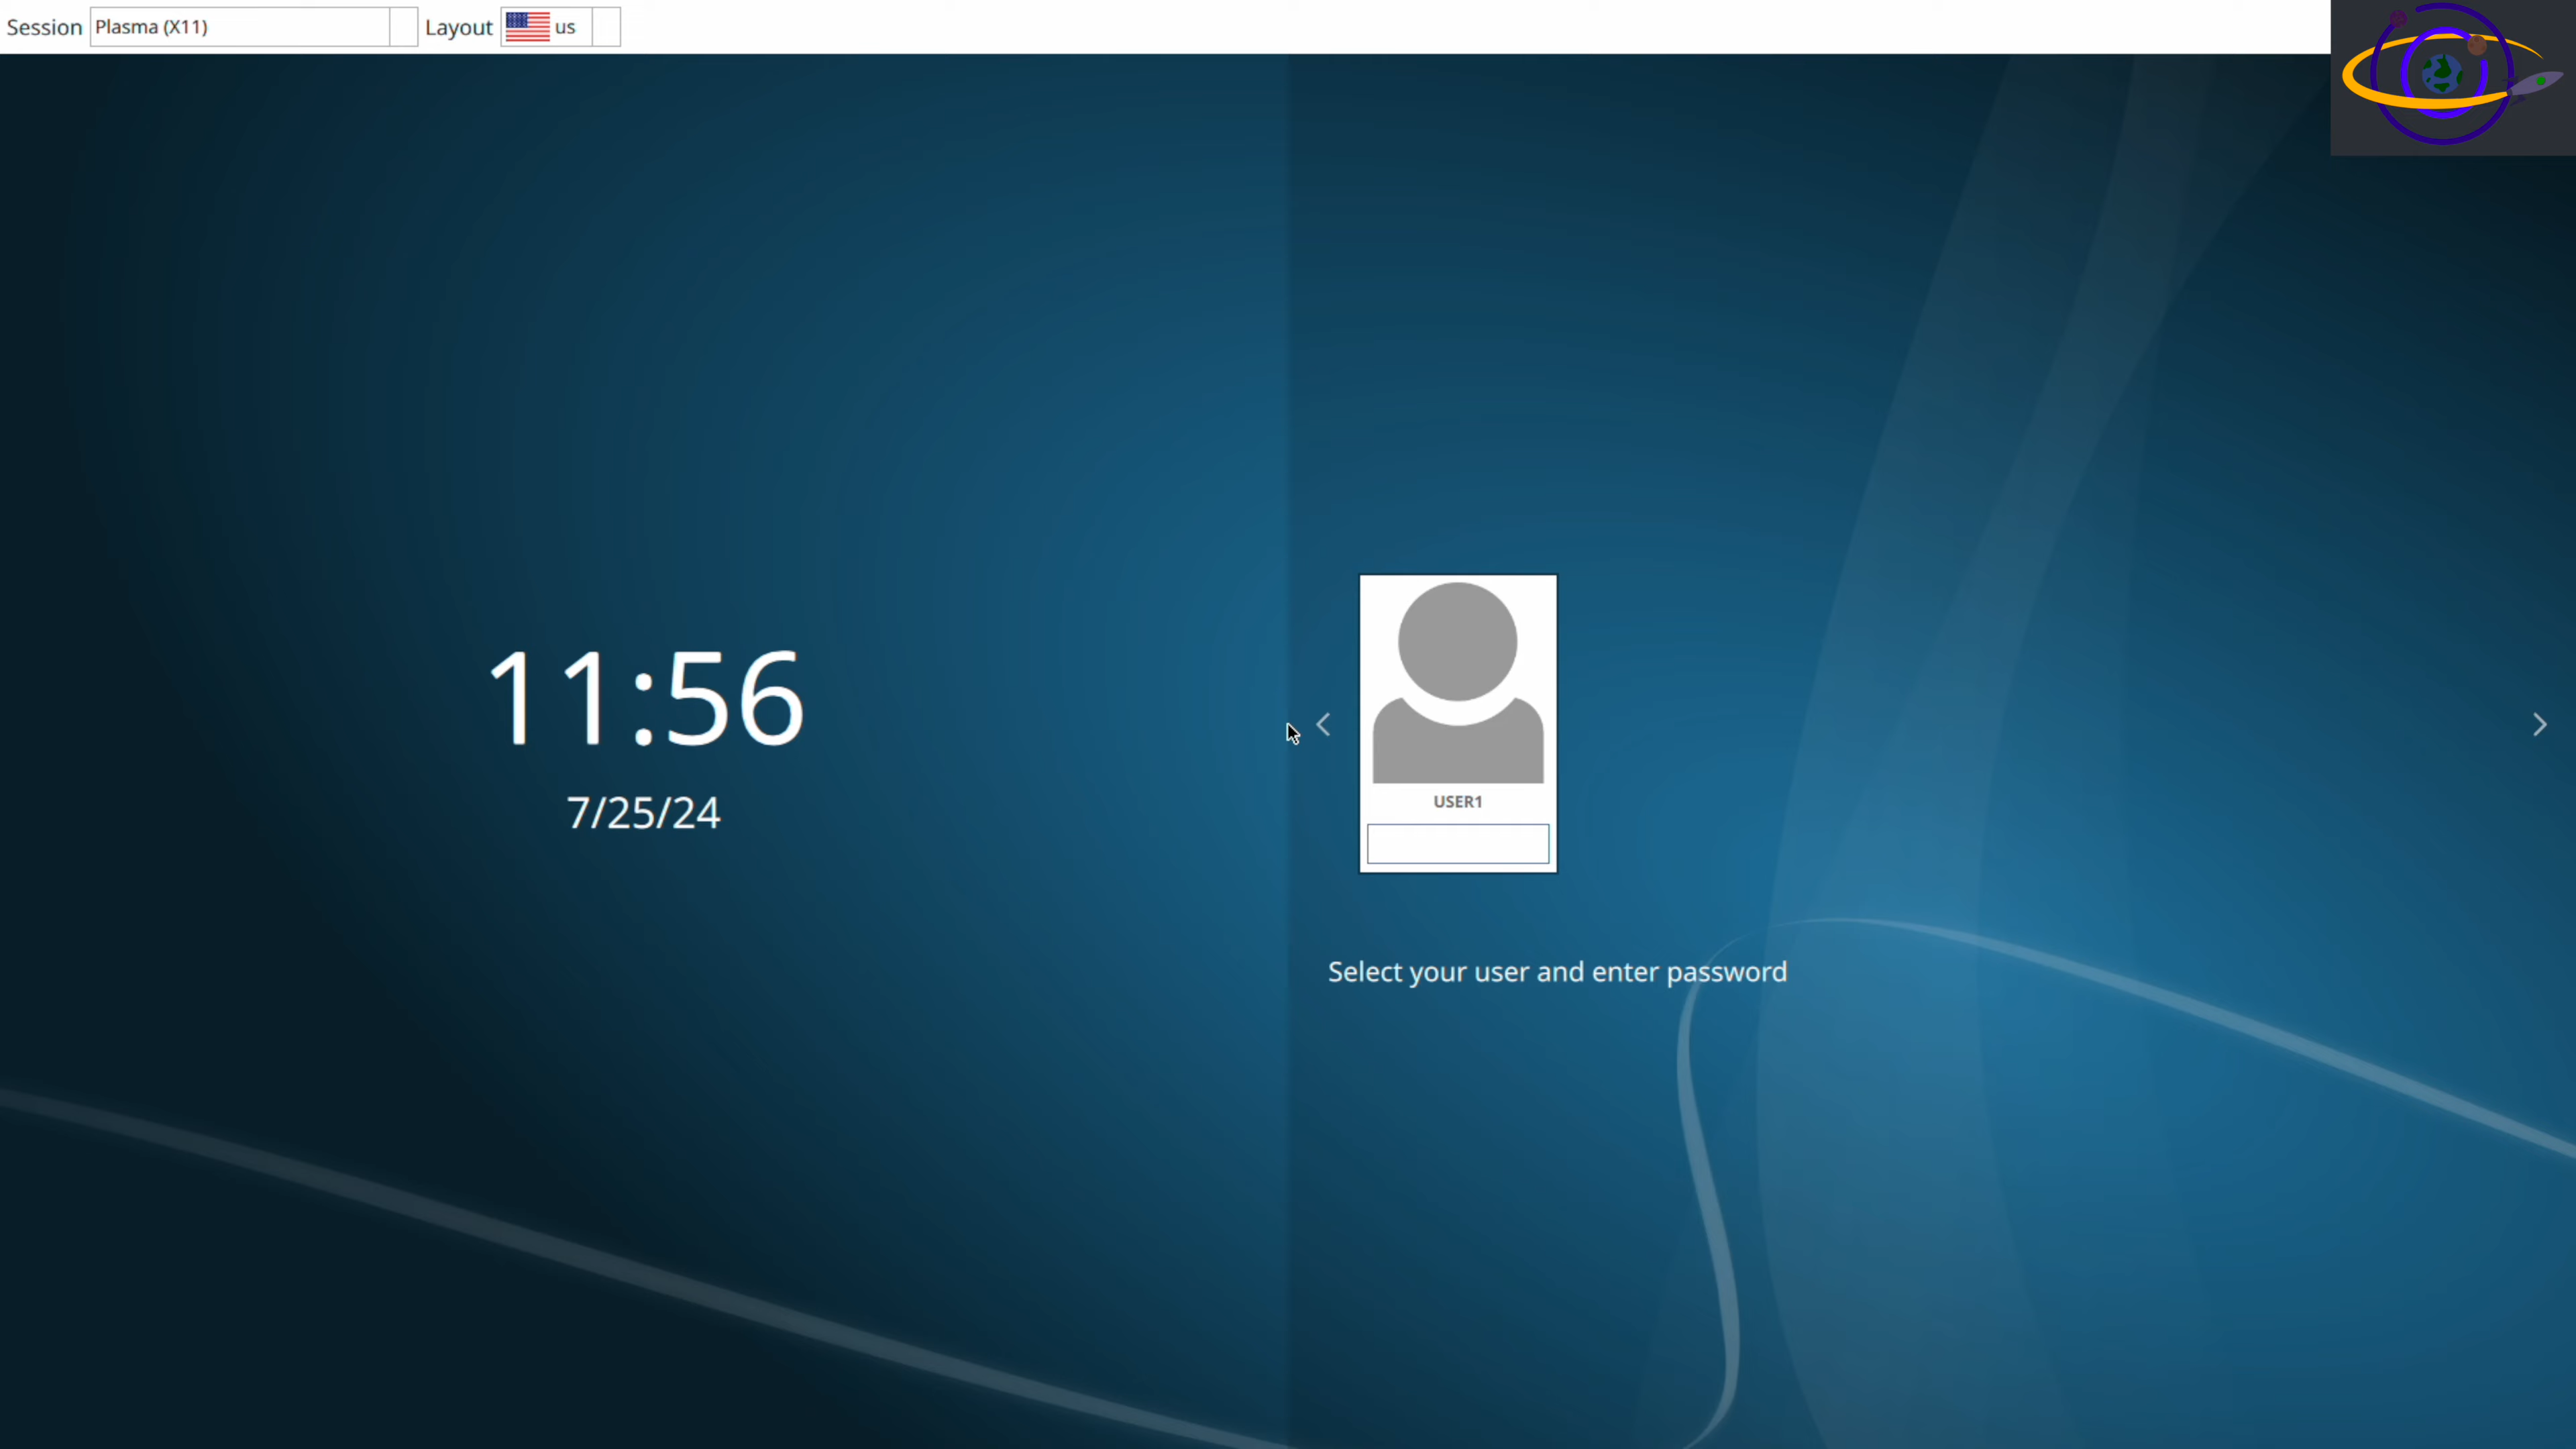 Session Plasma (X11) Layout us
11:56
7/25/24
USER1
Select your user and enter password